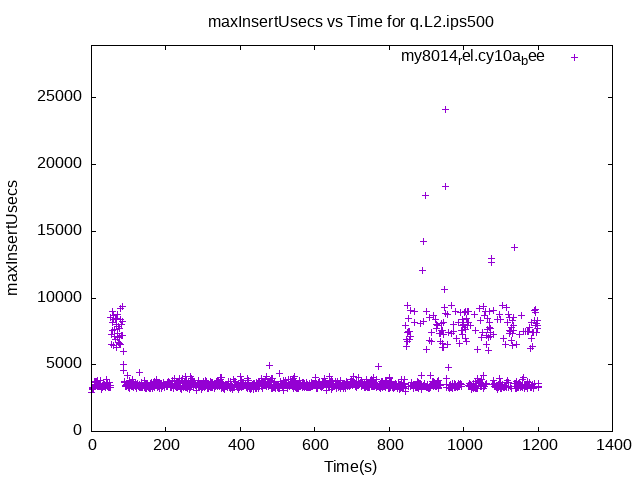 maxInsertUsecs vs Time for q.L2.ips500
my8014rel.cy10abee
25000
20000
15000
10000
5000
0
maxInsertUsecs
0 200 400 600 800 1000 1200 1400
Time(s)